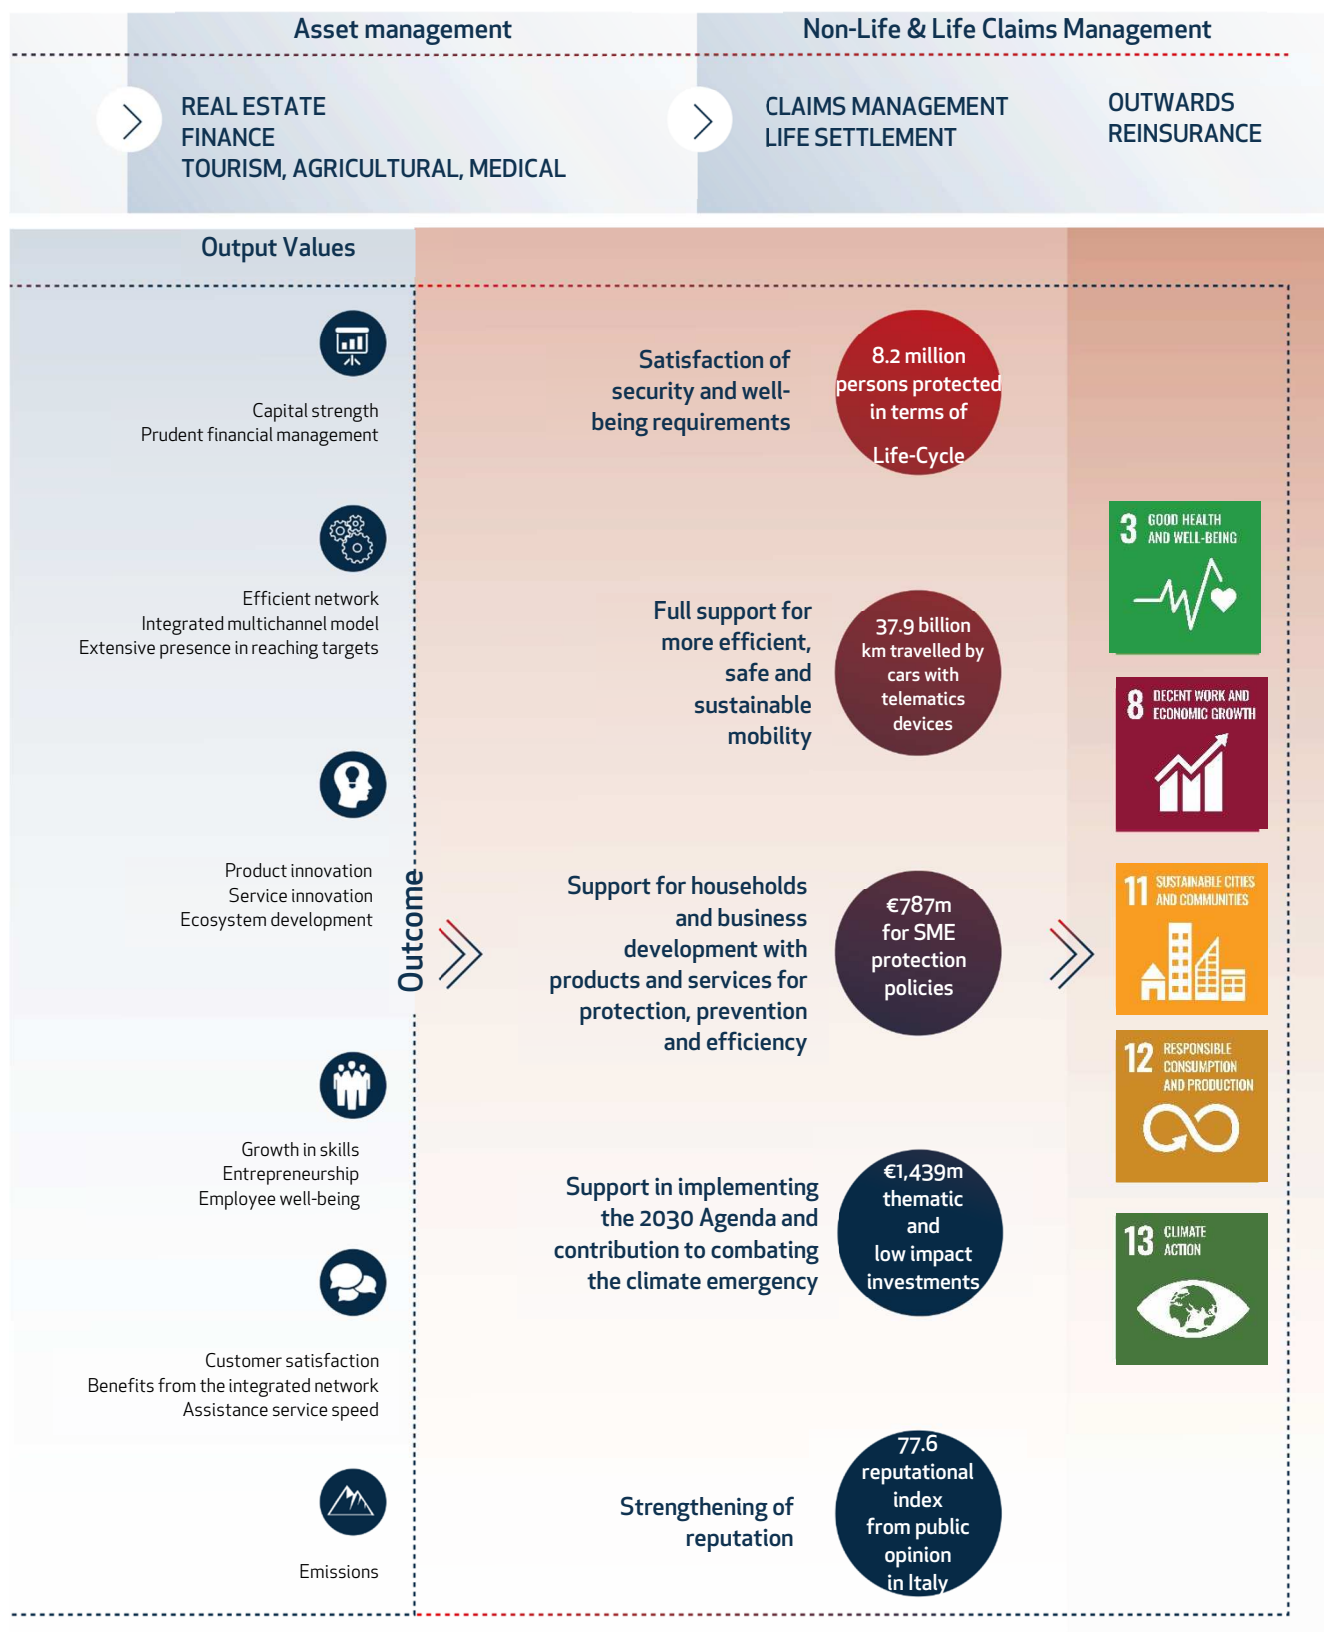 Asset management
Non-Life & Life Claims Management
REAL ESTATE
FINANCE
TOURISM, AGRICULTURAL, MEDICAL
CLAIMS MANAGEMENT
LIFE SETTLEMENT
OUTWARDS
REINSURANCE
Output Values
Capital strength
Prudent financial management
Efficient network
Integrated multichannel model
Extensive presence in reaching targets
Product innovation
Service innovation
Ecosystem development
Growth in skills
Entrepreneurship
Employee well-being
Customer satisfaction
Benefits from the integrated network
Assistance service speed
Emissions
Outcome
Satisfaction of
security and well-
being requirements
8.2 million
persons protected
in terms of
Life-Cycle
Full support for
more efficient,
safe and
sustainable
mobility
37.9 billion
km travelled by
cars with
telematics
devices
Support for households
and business
development with
products and services for
protection, prevention
and efficiency
€787m
for SME
protection
policies
Support in implementing
the 2030 Agenda and
contribution to combating
the climate emergency
€1,439m
thematic
and
low impact
investments
Strengthening of
reputation
77.6
reputational
index
from public
opinion
in Italy
3 GOOD HEALTH
AND WELL-BEING
8 DECENT WORK AND
ECONOMIC GROWTH
11 SUSTAINABLE CITIES
AND COMMUNITIES
12 RESPONSIBLE
CONSUMPTION
AND PRODUCTION
13 CLIMATE
ACTION